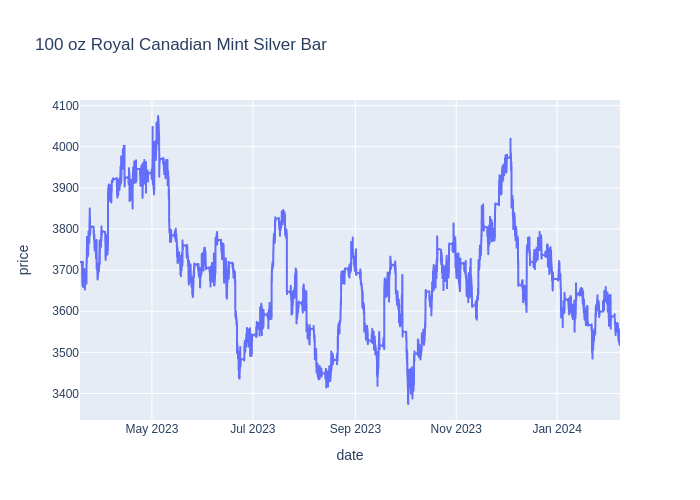 100 oz Royal Canadian Mint Silver Bar
4100
4000
3900
3800
3700
3600
3500
3400
price
May 2023
Jul 2023
Sep 2023
Nov 2023
Jan 2024
date